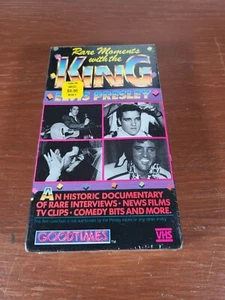 Rare Moments
with the
KING
ELVIS PRESLEY
AN HISTORIC DOCUMENTARY
OF RARE INTERVIEWS • NEWS FILMS
TV CLIPS • COMEDY BITS AND MORE.
GOODTIMES
VHS